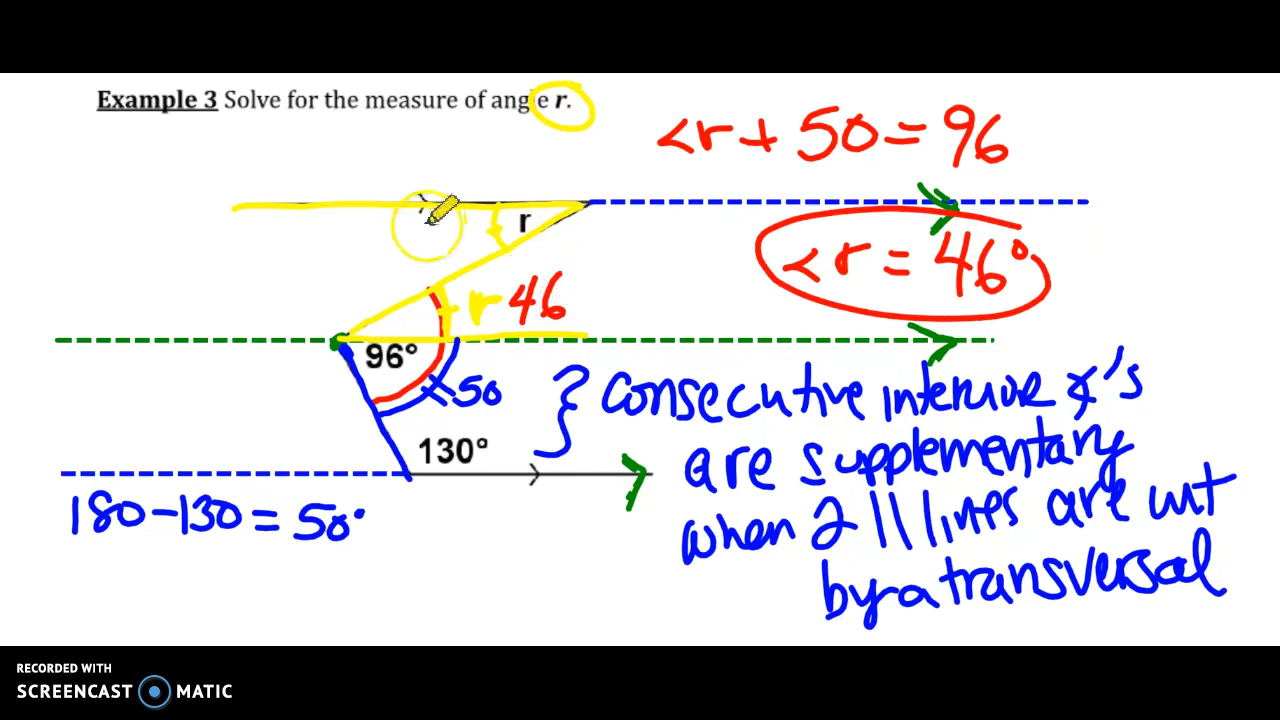 Example 3 Solve for the measure of angle r.
<r + 50 = 96
r
<r = 46°
r 46
96°
50
} consecutive interior ∡'s
130°
are supplementary
180-130 = 50°
when 2 || lines are cut
by a transversal
RECORDED WITH
SCREENCAST MATIC